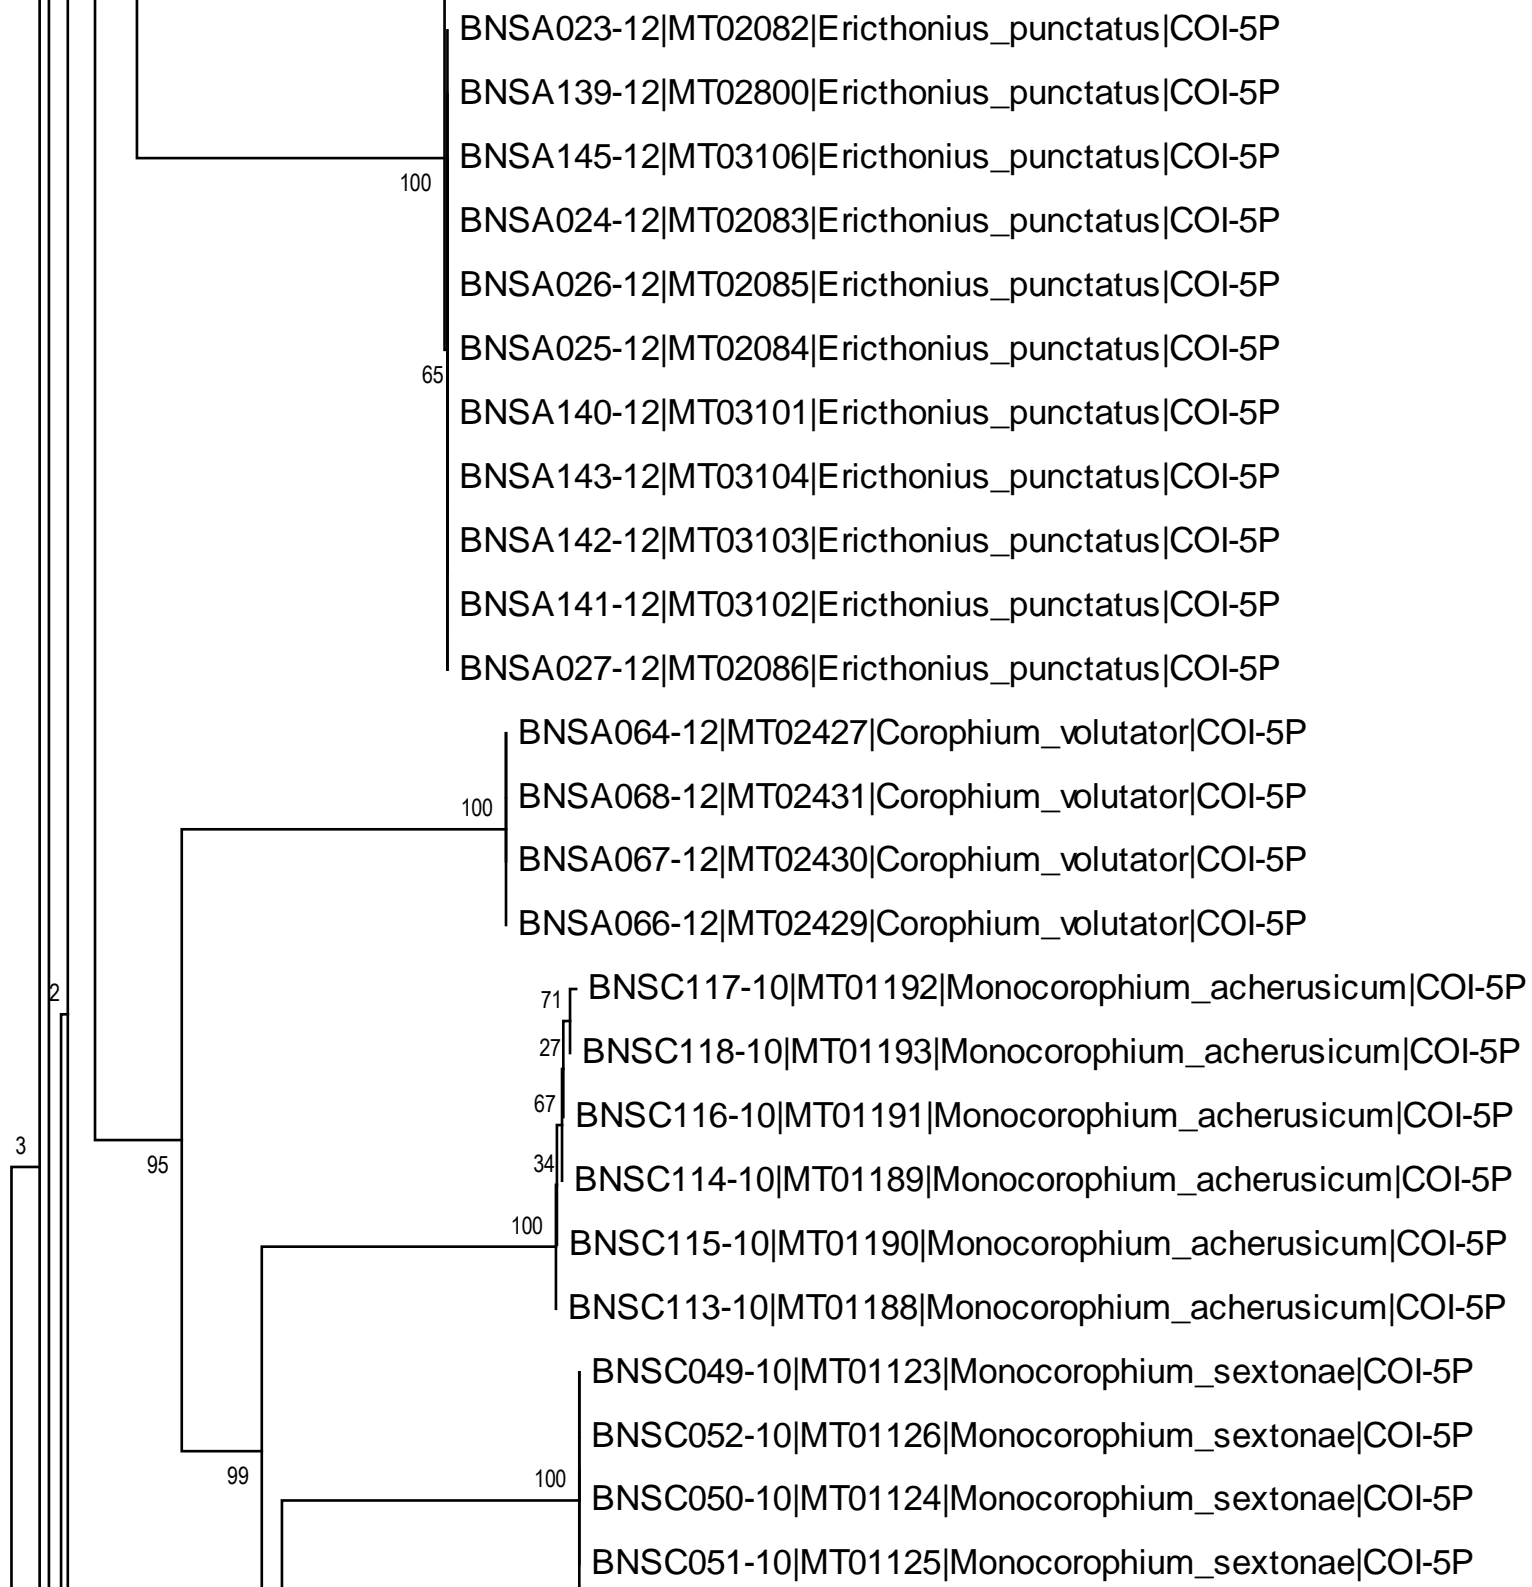 BNSA023-12|MT02082|Ericthonius_punctatus|COI-5P
BNSA139-12|MT02800|Ericthonius_punctatus|COI-5P
BNSA145-12|MT03106|Ericthonius_punctatus|COI-5P
100
BNSA024-12|MT02083|Ericthonius_punctatus|COI-5P
BNSA026-12|MT02085|Ericthonius_punctatus|COI-5P
BNSA025-12|MT02084|Ericthonius_punctatus|COI-5P
65
BNSA140-12|MT03101|Ericthonius_punctatus|COI-5P
BNSA143-12|MT03104|Ericthonius_punctatus|COI-5P
BNSA142-12|MT03103|Ericthonius_punctatus|COI-5P
BNSA141-12|MT03102|Ericthonius_punctatus|COI-5P
BNSA027-12|MT02086|Ericthonius_punctatus|COI-5P
BNSA064-12|MT02427|Corophium_volutator|COI-5P
BNSA068-12|MT02431|Corophium_volutator|COI-5P
100
BNSA067-12|MT02430|Corophium_volutator|COI-5P
BNSA066-12|MT02429|Corophium_volutator|COI-5P
BNSC117-10|MT01192|Monocorophium_acherusicum|COI-5P
2
71
27
BNSC118-10|MT01193|Monocorophium_acherusicum|COI-5P
67
BNSC116-10|MT01191|Monocorophium_acherusicum|COI-5P
3
95
34
BNSC114-10|MT01189|Monocorophium_acherusicum|COI-5P
100
BNSC115-10|MT01190|Monocorophium_acherusicum|COI-5P
BNSC113-10|MT01188|Monocorophium_acherusicum|COI-5P
BNSC049-10|MT01123|Monocorophium_sextonae|COI-5P
BNSC052-10|MT01126|Monocorophium_sextonae|COI-5P
99
100
BNSC050-10|MT01124|Monocorophium_sextonae|COI-5P
BNSC051-10|MT01125|Monocorophium_sextonae|COI-5P